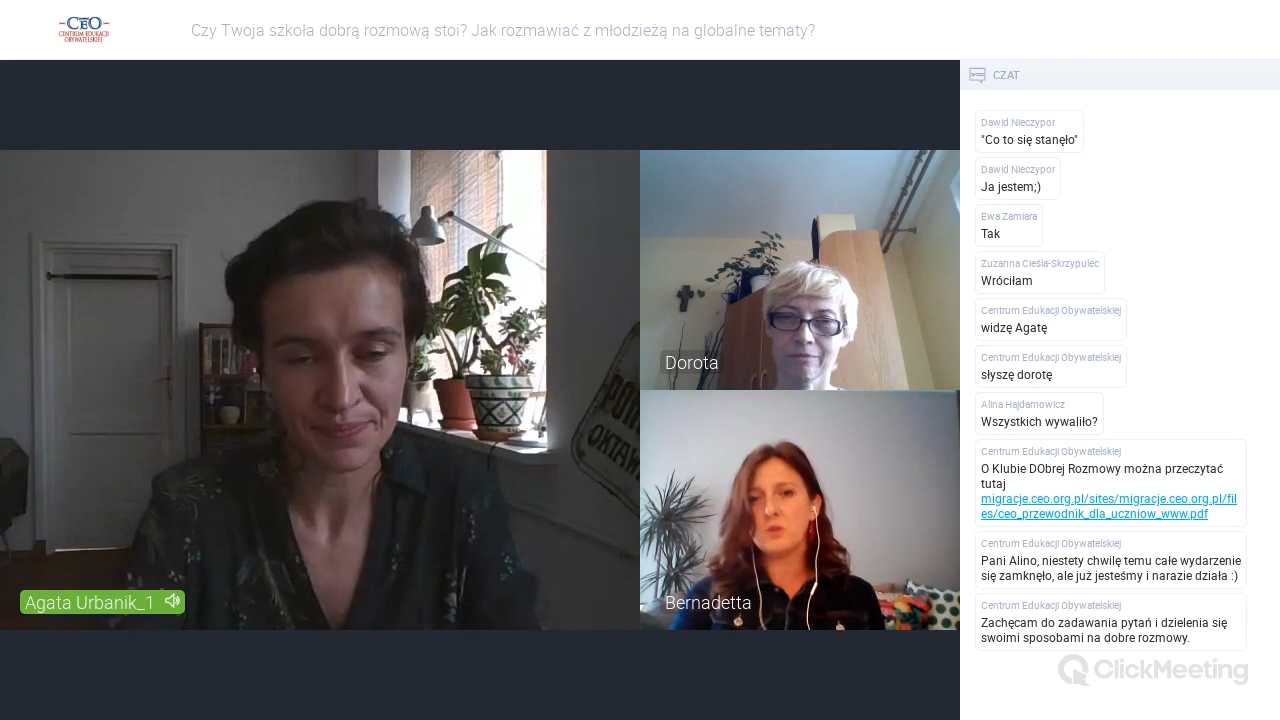 CEO
CENTRUM EDUKACJI
OBYWATELSKIEJ
Czy Twoja szkoła dobrą rozmową stoi? Jak rozmawiać z młodzieżą na globalne tematy?
Agata Urbanik_1
Dorota
Bernadetta
CZAT
Dawid Nieczypor
"Co to się stanęło"
Dawid Nieczypor
Ja jestem;)
Ewa Zamiara
Tak
Zuzanna Cieśla-Skrzypulec
Wróciłam
Centrum Edukacji Obywatelskiej
widzę Agatę
Centrum Edukacji Obywatelskiej
słyszę dorotę
Alina Hajdamowicz
Wszystkich wywaliło?
Centrum Edukacji Obywatelskiej
O Klubie DObrej Rozmowy można przeczytać
tutaj
migracje.ceo.org.pl/sites/migracje.ceo.org.pl/fil
es/ceo_przewodnik_dla_uczniow_www.pdf
Centrum Edukacji Obywatelskiej
Pani Alino, niestety chwilę temu całe wydarzenie
się zamknęło, ale już jesteśmy i narazie działa :)
Centrum Edukacji Obywatelskiej
Zachęcam do zadawania pytań i dzielenia się
swoimi sposobami na dobre rozmowy.
ClickMeeting